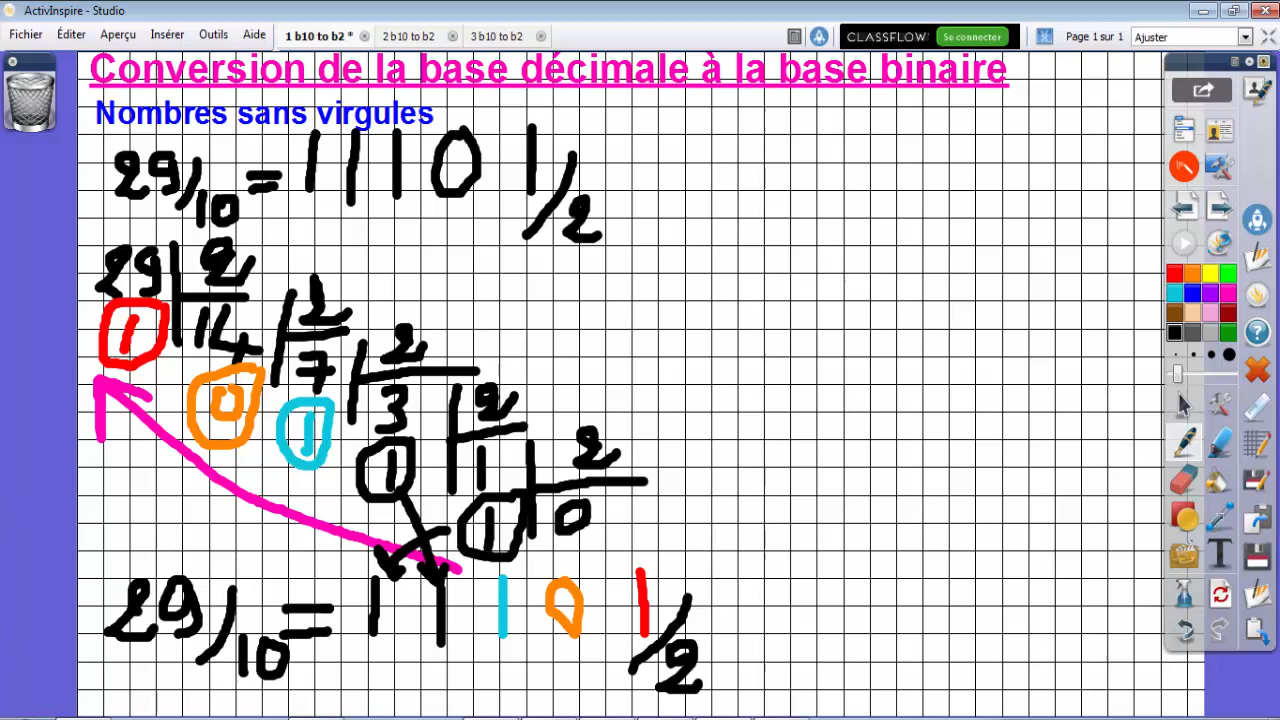 ActivInspire - Studio
Fichier Éditer Aperçu Insérer Outils Aide 1 b10 to b2 * 2 b10 to b2 3 b10 to b2 CLASSFLOW Se connecter Page 1 sur 1 Ajuster
Conversion de la base décimale à la base binaire
Nombres sans virgules
29/10 = 11101/2
29 2
1 14 2
0 7 2
1 3 2
1 1 2
1 0
29/10 = 11101/2